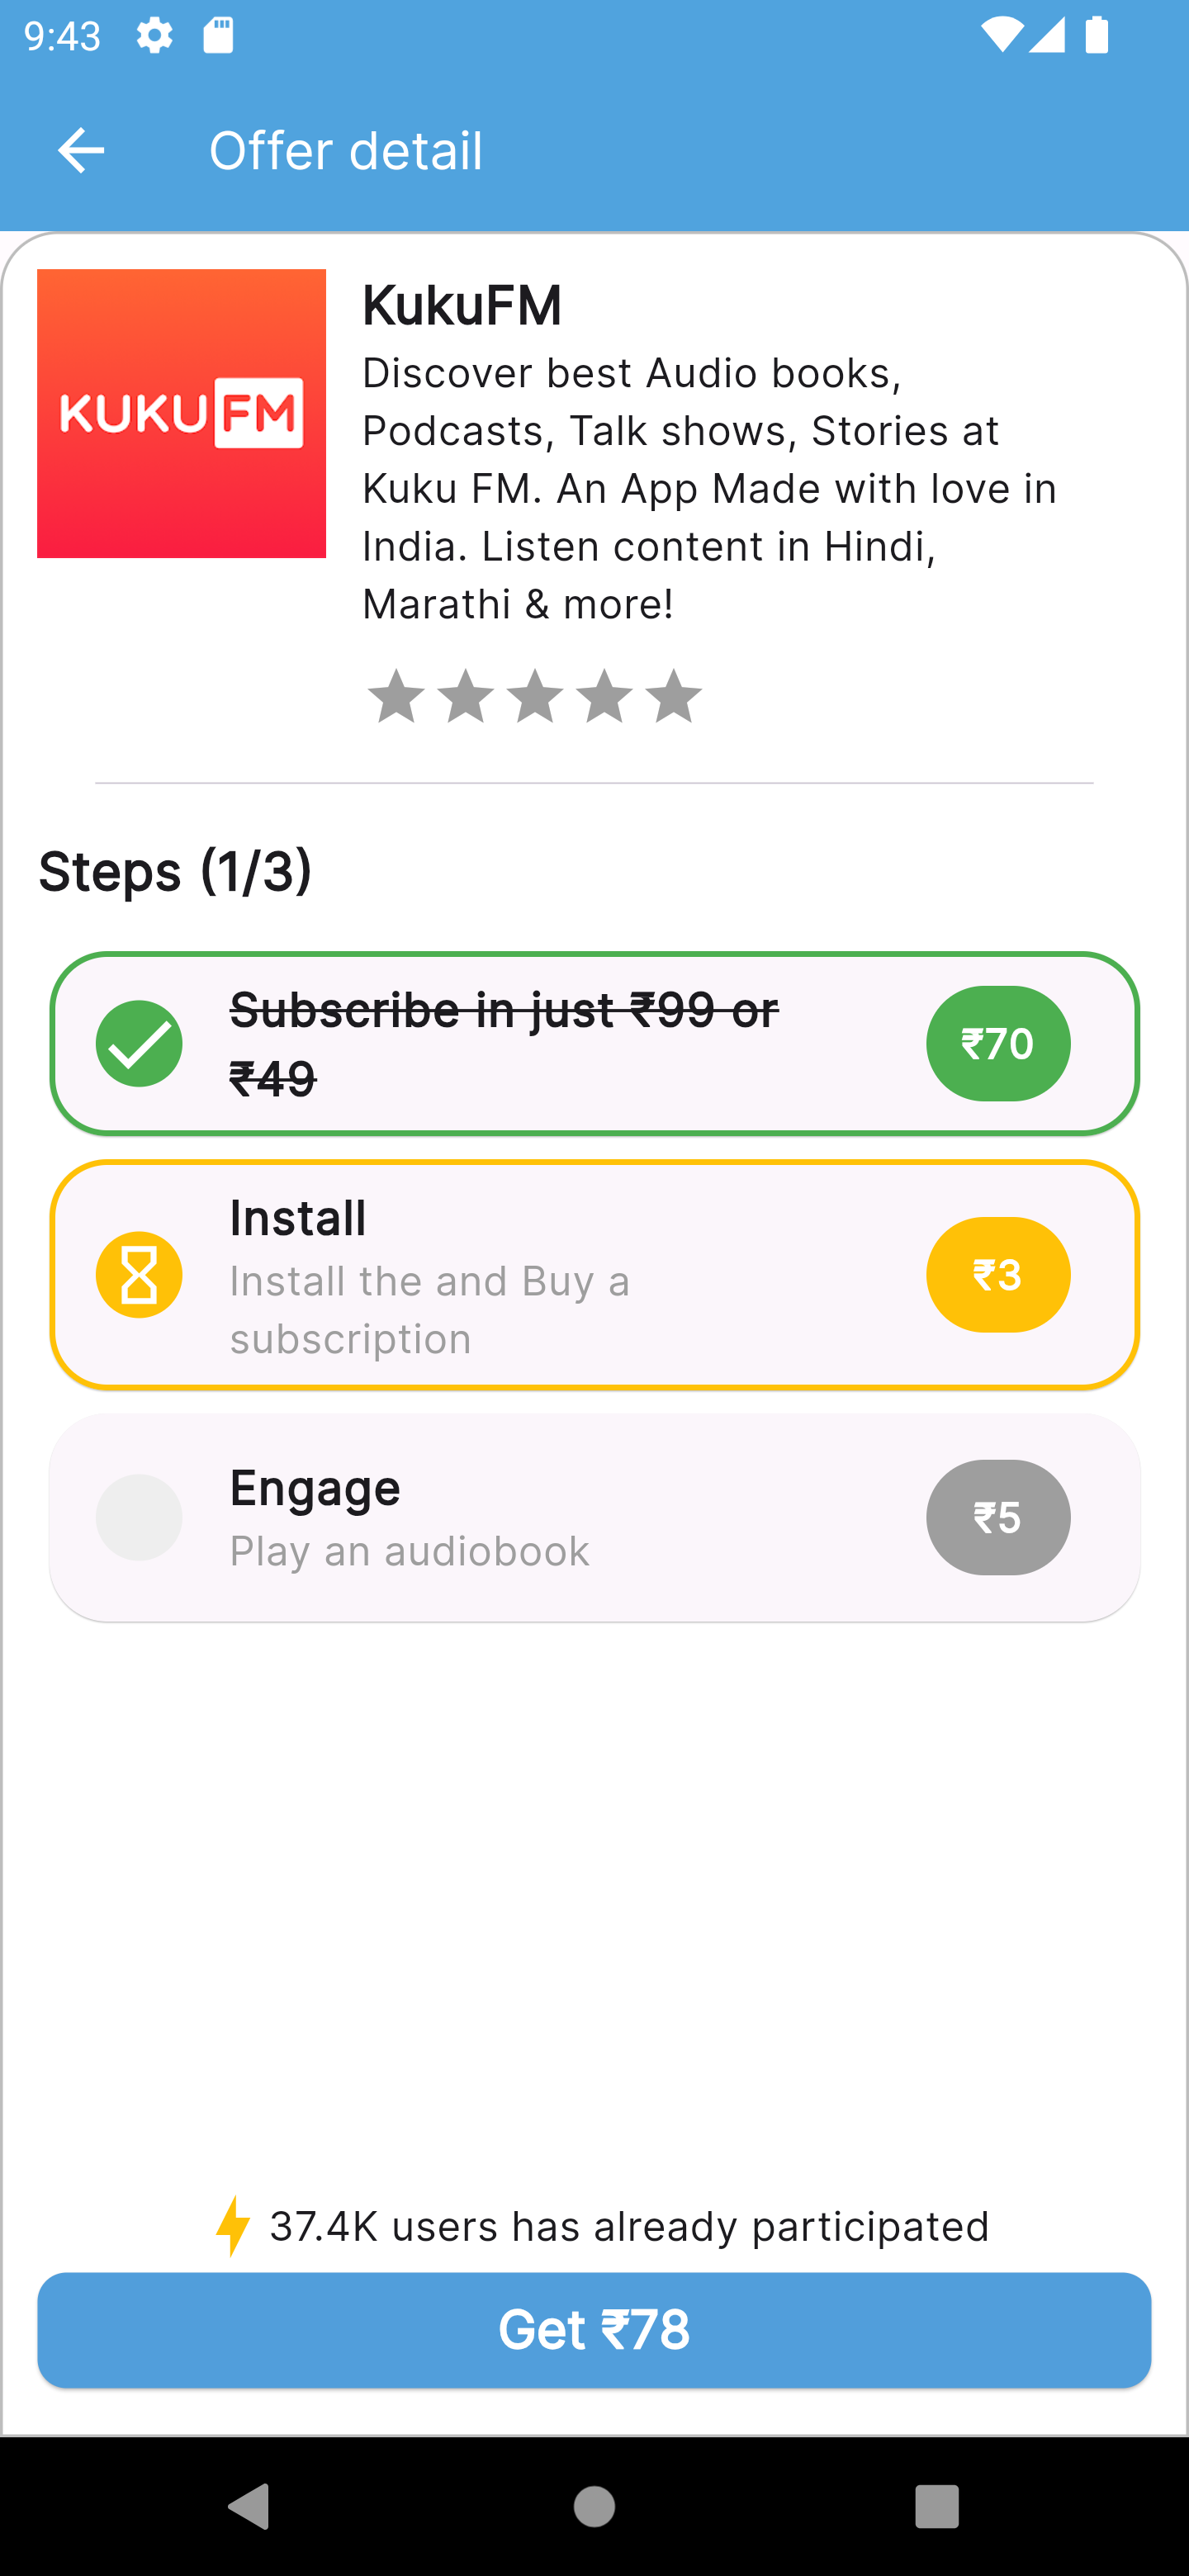 9:43
Offer detail
KUKU FM
KukuFM
Discover best Audio books,
Podcasts, Talk shows, Stories at
Kuku FM. An App Made with love in
India. Listen content in Hindi,
Marathi & more!
Steps (1/3)
Subscribe in just ₹99 or
₹49
₹70
Install
Install the and Buy a
subscription
₹3
Engage
Play an audiobook
₹5
37.4K users has already participated
Get ₹78